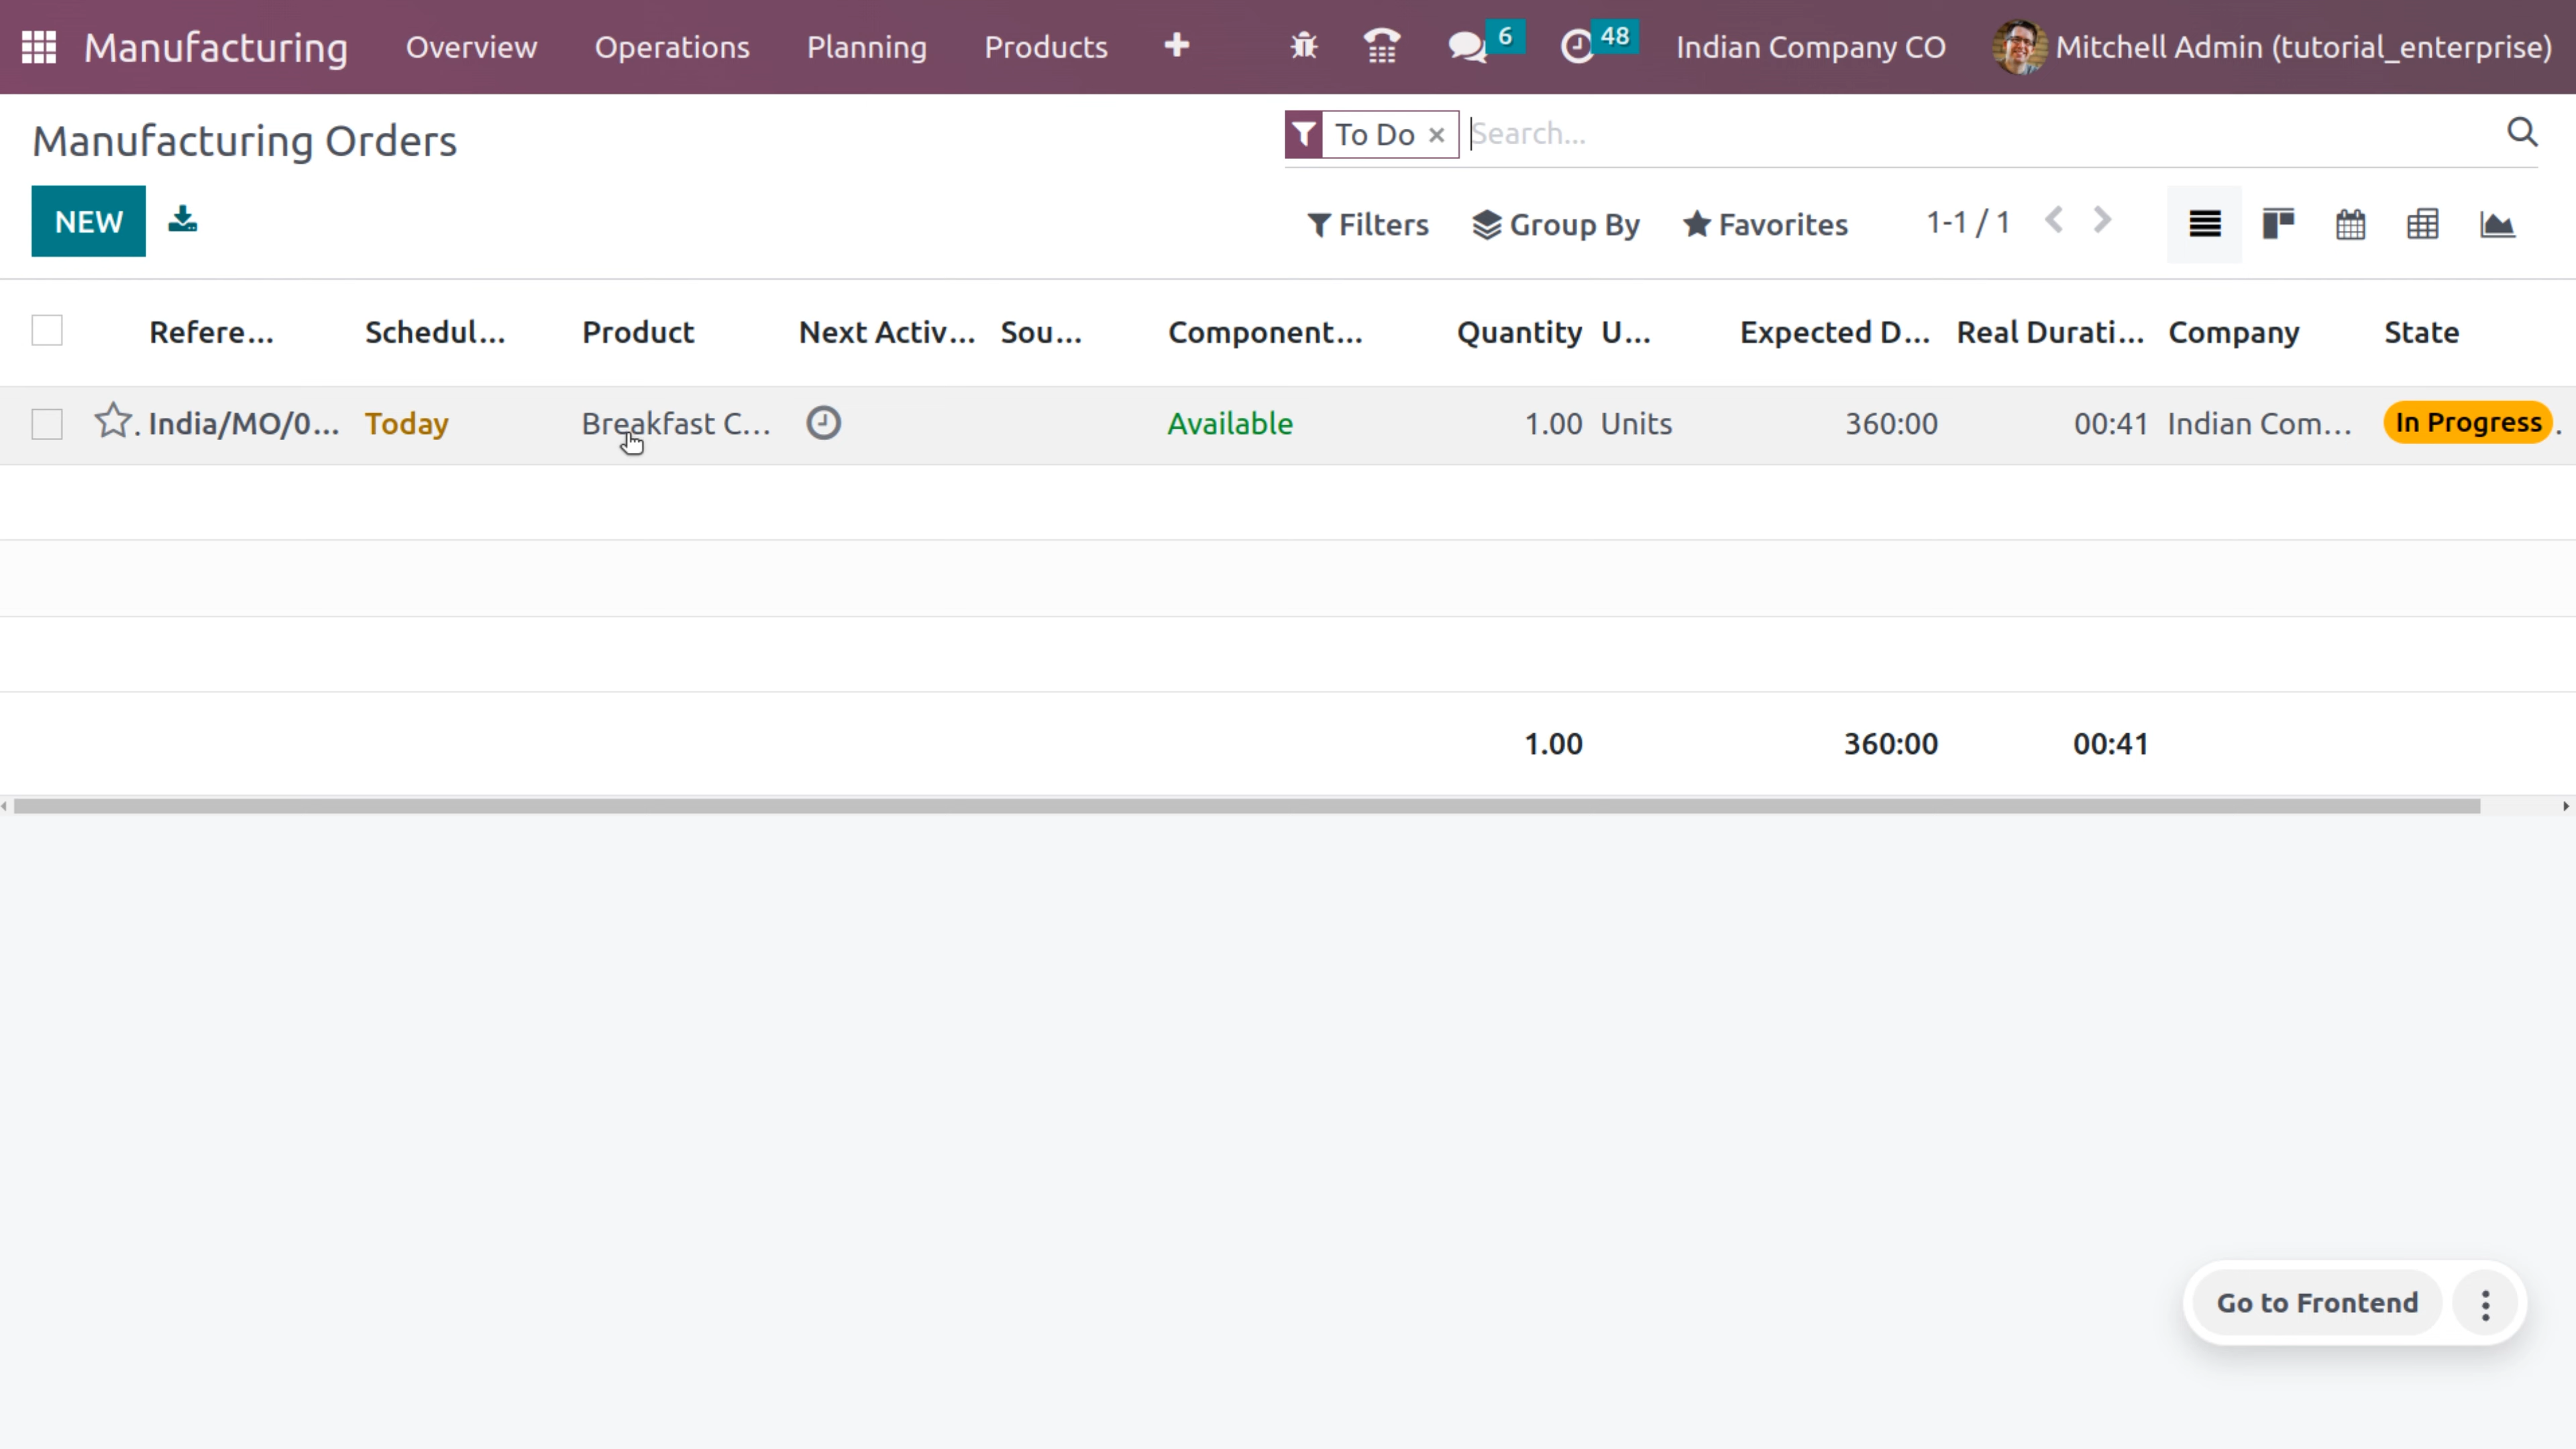 Manufacturing Overview Operations Planning Products 6 48 Indian Company CO Mitchell Admin (tutorial_enterprise)
Manufacturing Orders To Do × Search...
NEW Filters Group By Favorites 1-1 / 1
Refere... Schedul... Product Next Activ... Sou... Component... Quantity U... Expected D... Real Durati... Company State
India/MO/0... Today Breakfast C... Available 1.00 Units 360:00 00:41 Indian Com... In Progress
1.00 360:00 00:41
Go to Frontend